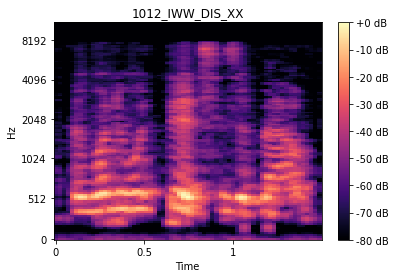 1012_IWW_DIS_XX
8192
4096
2048
1024
512
0
Hz
0
0.5
1
Time
+0 dB
-10 dB
-20 dB
-30 dB
-40 dB
-50 dB
-60 dB
-70 dB
-80 dB